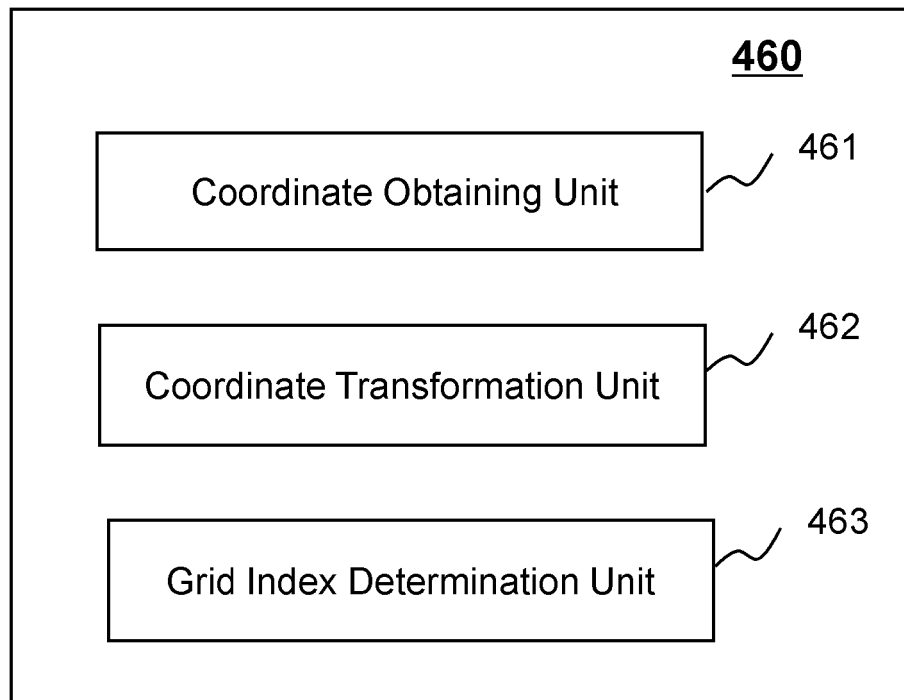 460
461
Coordinate Obtaining Unit
462
Coordinate Transformation Unit
463
Grid Index Determination Unit